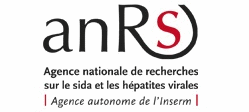 anRs
Agence nationale de recherches
sur le sida et les hépatites virales
| Agence autonome de l'Inserm |